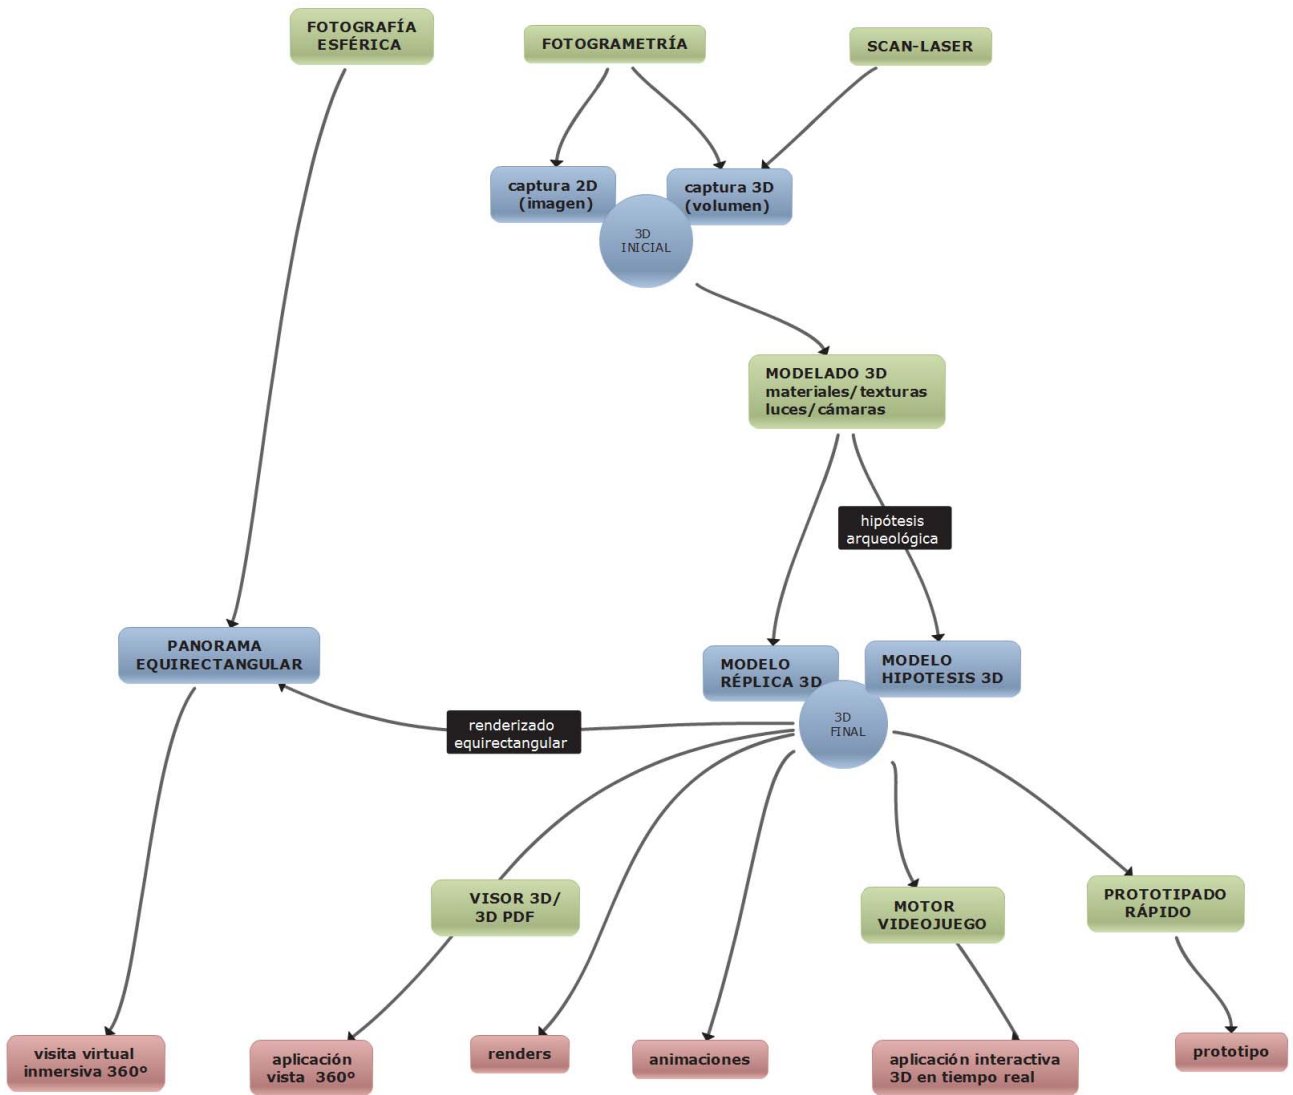 FOTOGRAFÍA
ESFÉRICA
FOTOGRAMETRÍA
SCAN-LASER
captura 2D
(imagen)
captura 3D
(volumen)
3D
INICIAL
MODELADO 3D
materiales/texturas
luces/cámaras
hipótesis
arqueológica
PANORAMA
EQUIRECTANGULAR
MODELO
RÉPLICA 3D
MODELO
HIPOTESIS 3D
3D
FINAL
renderizado
equirectangular
VISOR 3D/
3D PDF
MOTOR
VIDEOJUEGO
PROTOTIPADO
RÁPIDO
visita virtual
inmersiva 360º
aplicación
vista 360º
renders
animaciones
aplicación interactiva
3D en tiempo real
prototipo